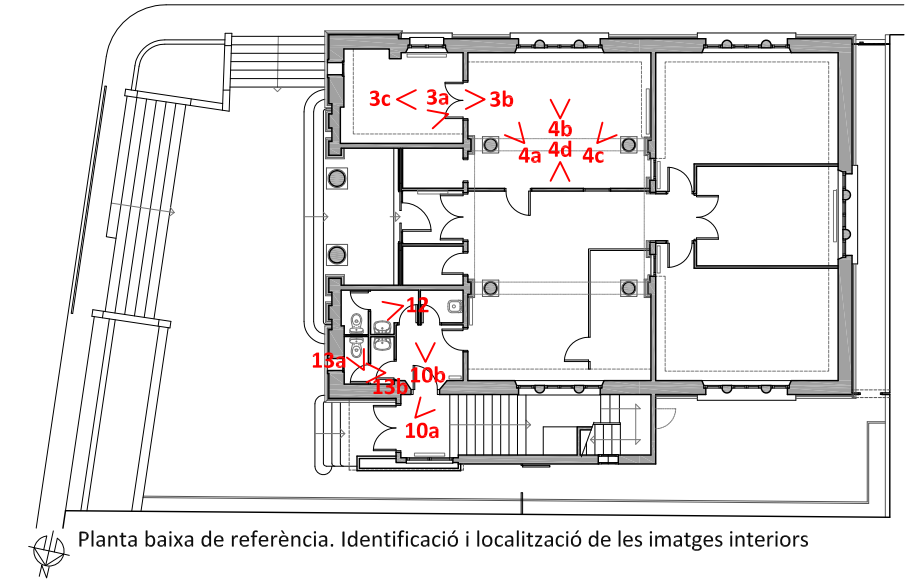 3c 3a 3b
4b
4a 4d 4c
12
13a
10b
13b
10a
Planta baixa de referència. Identificació i localització de les imatges interiors